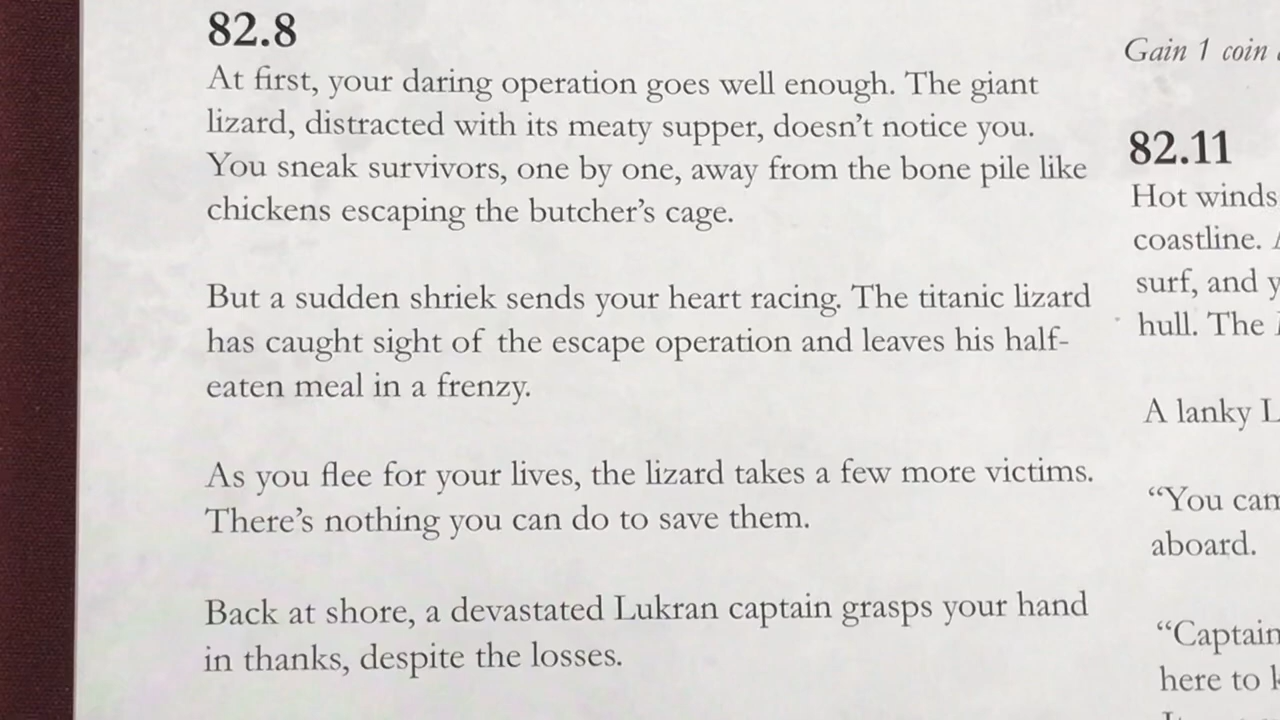 82.8
At first, your daring operation goes well enough. The giant
lizard, distracted with its meaty supper, doesn’t notice you.
You sneak survivors, one by one, away from the bone pile like
chickens escaping the butcher’s cage.
But a sudden shriek sends your heart racing. The titanic lizard
has caught sight of the escape operation and leaves his half-
eaten meal in a frenzy.
As you flee for your lives, the lizard takes a few more victims.
There’s nothing you can do to save them.
Back at shore, a devastated Lukran captain grasps your hand
in thanks, despite the losses.
Gain 1 coin
82.11
Hot winds
coastline.
surf, and
hull. The
A lanky
“You can
aboard.
“Captain
here to